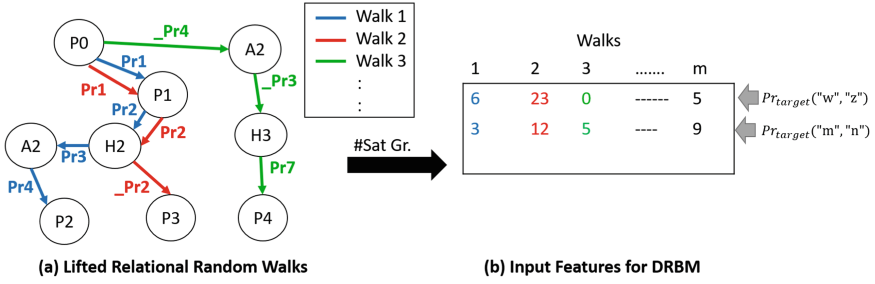 P0
_Pr4
A2
Pr1
Pr1
P1
_Pr3
Pr2
Pr2
A2
Pr3
H2
H3
Pr4
_Pr2
Pr7
P2
P3
P4
Walk 1
Walk 2
Walk 3
:
:
#Sat Gr.
Walks
1 2 3 ....... m
6 23 0 ------ 5
3 12 5 ---- 9
Pr_target("w","z")
Pr_target("m","n")
(a) Lifted Relational Random Walks
(b) Input Features for DRBM